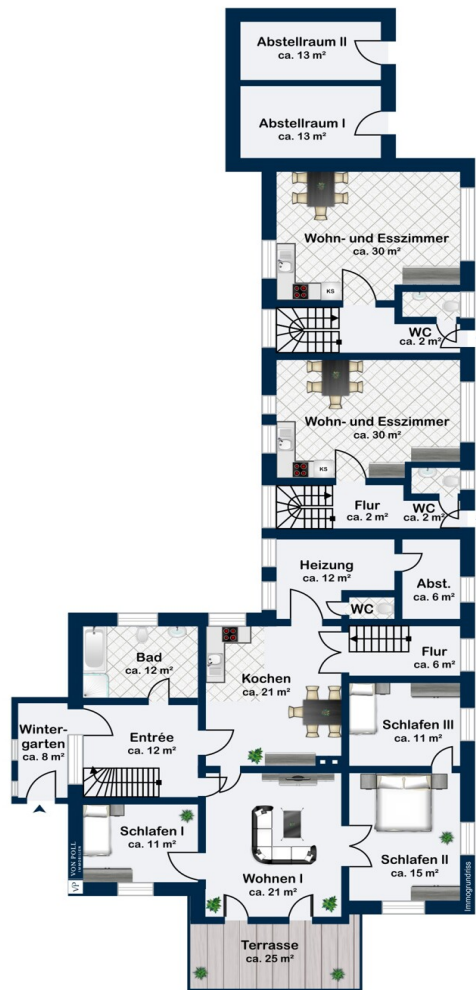 Abstellraum II
ca. 13 m²
Abstellraum I
ca. 13 m²
Wohn- und Esszimmer
ca. 30 m²
KS
WC
ca. 2 m²
Wohn- und Esszimmer
ca. 30 m²
KS
Flur
ca. 2 m²
WC
ca. 2 m²
Heizung
ca. 12 m²
Abst.
ca. 6 m²
WC
Bad
ca. 12 m²
Kochen
ca. 21 m²
Flur
ca. 6 m²
Winter-
garten
ca. 8 m²
Entrée
ca. 12 m²
Schlafen III
ca. 11 m²
Schlafen I
ca. 11 m²
Wohnen I
ca. 21 m²
Schlafen II
ca. 15 m²
Terrasse
ca. 25 m²
VP VON POLL
IMMOBILIEN
Immogrundriss